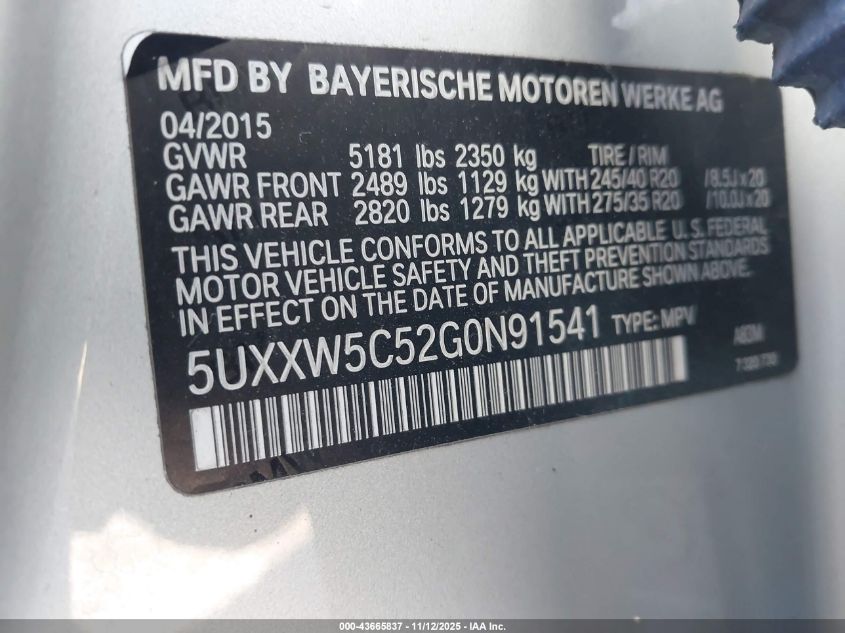 MFD BY BAYERISCHE MOTOREN WERKE AG
04/2015
GVWR 5181 lbs 2350 kg TIRE / RIM
GAWR FRONT 2489 lbs 1129 kg WITH 245/40 R20 /8.5J x 20
GAWR REAR 2820 lbs 1279 kg WITH 275/35 R20 /10.0J x 20
THIS VEHICLE CONFORMS TO ALL APPLICABLE U.S. FEDERAL
MOTOR VEHICLE SAFETY AND THEFT PREVENTION STANDARDS
IN EFFECT ON THE DATE OF MANUFACTURE SHOWN ABOVE.
5UXXW5C52G0N91541 TYPE: MPV
000-43665837 - 11/12/2025 - IAA Inc.